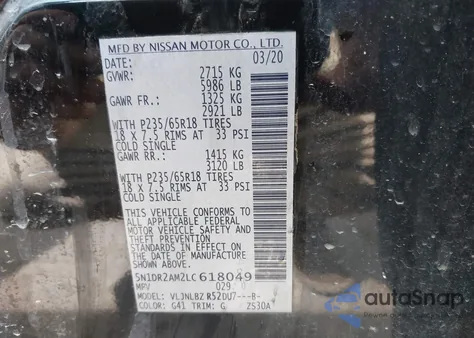 MFD BY NISSAN MOTOR CO., LTD.
DATE: 03/20
GVWR: 2715 KG
5986 LB
GAWR FR.: 1325 KG
2921 LB
WITH P235/65R18 TIRES
18 X 7.5 RIMS AT 33 PSI
COLD SINGLE
GAWR RR.: 1415 KG
3120 LB
WITH P235/65R18 TIRES
18 X 7.5 RIMS AT 33 PSI
COLD SINGLE
THIS VEHICLE CONFORMS TO
ALL APPLICABLE FEDERAL
MOTOR VEHICLE SAFETY AND
THEFT PREVENTION
STANDARDS IN EFFECT ON THE
DATE OF MANUFACTURE
SHOWN ABOVE.
5N1DR2AM2LC618049
MPV
MODEL: R52DU7---B-
COLOR: G41 TRIM: G
autoSnap